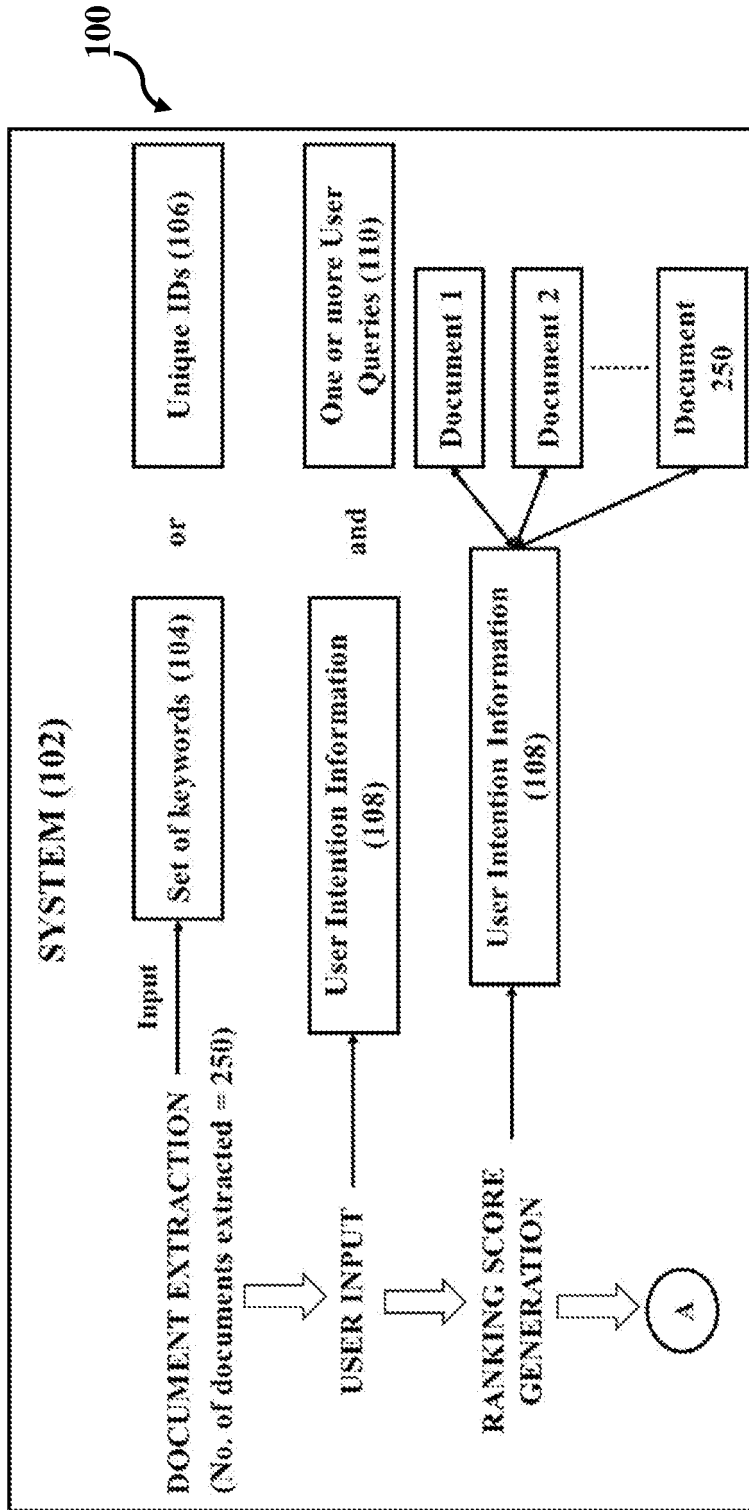 100
SYSTEM (102)
DOCUMENT EXTRACTION
(No. of documents extracted = 250)
Input
Set of keywords (104)
or
Unique IDs (106)
USER INPUT
User Intention Information
(108)
and
One or more User
Queries (110)
RANKING SCORE
GENERATION
User Intention Information
(108)
Document 1
Document 2
Document
250
A